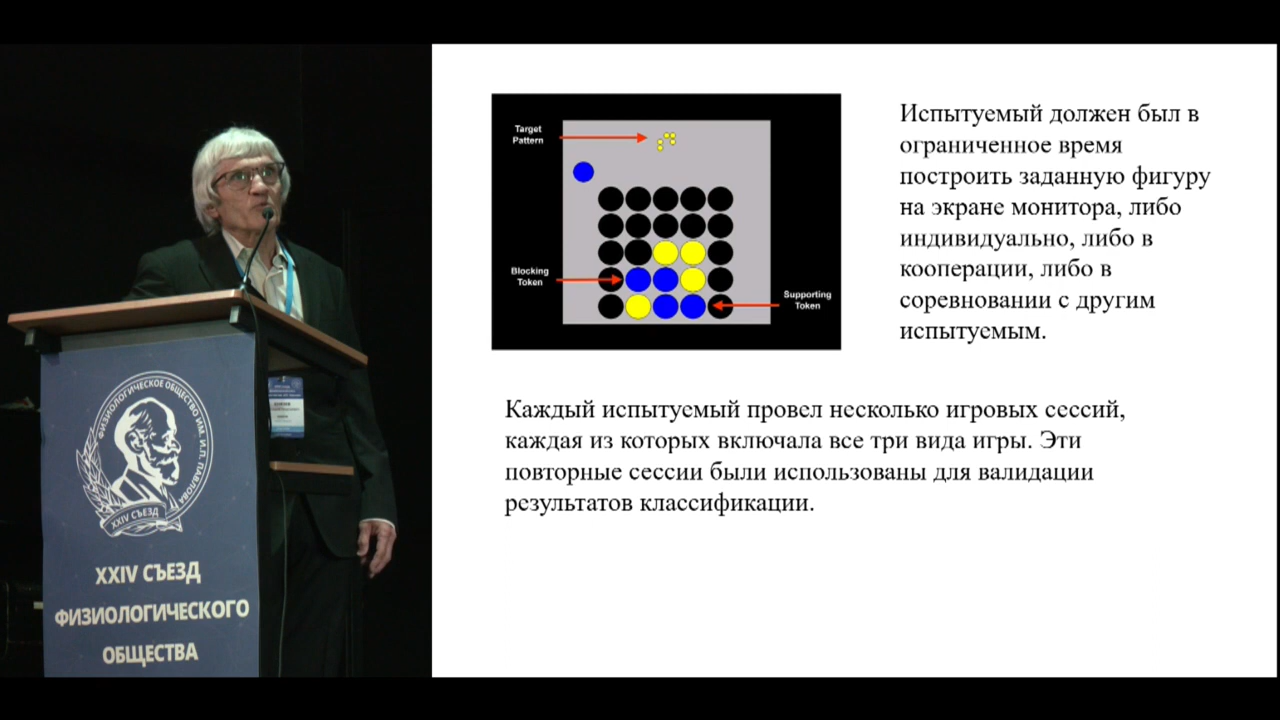 Target
Pattern
Blocking
Token
Supporting
Token
Испытуемый должен был в
ограниченное время
построить заданную фигуру
на экране монитора, либо
индивидуально, либо в
кооперации, либо в
соревновании с другим
испытуемым.
Каждый испытуемый провел несколько игровых сессий,
каждая из которых включала все три вида игры. Эти
повторные сессии были использованы для валидации
результатов классификации.
ФИЗИОЛОГИЧЕСКОЕ ОБЩЕСТВО ИМ. И.П. ПАВЛОВА
XXIV СЪЕЗД
XXIV СЪЕЗД
ФИЗИОЛОГИЧЕСКОГО
ОБЩЕСТВА